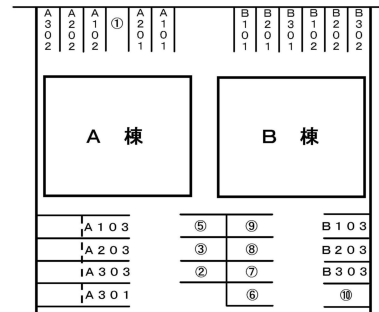 A302 A202 A102 ① A201 A101 B101 B201 B301 B102 B202 B302
A 棟 B 棟
A103 ⑤ ⑨ B103
A203 ③ ⑧ B203
A303 ② ⑦ B303
A301 ⑥ ⑩